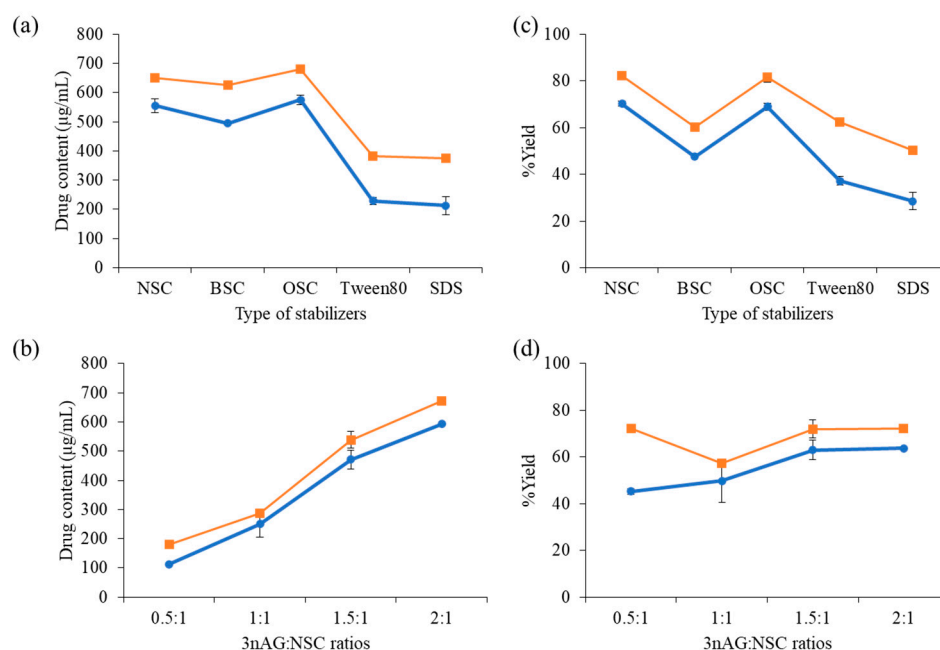 (a)
800
700
600
500
400
300
200
100
0
Drug content (µg/mL)
NSC BSC OSC Tween80 SDS
Type of stabilizers
(c)
100
80
60
40
20
0
%Yield
NSC BSC OSC Tween80 SDS
Type of stabilizers
(b)
800
700
600
500
400
300
200
100
0
Drug content (µg/mL)
0.5:1 1:1 1.5:1 2:1
3nAG:NSC ratios
(d)
100
80
60
40
20
0
%Yield
0.5:1 1:1 1.5:1 2:1
3nAG:NSC ratios